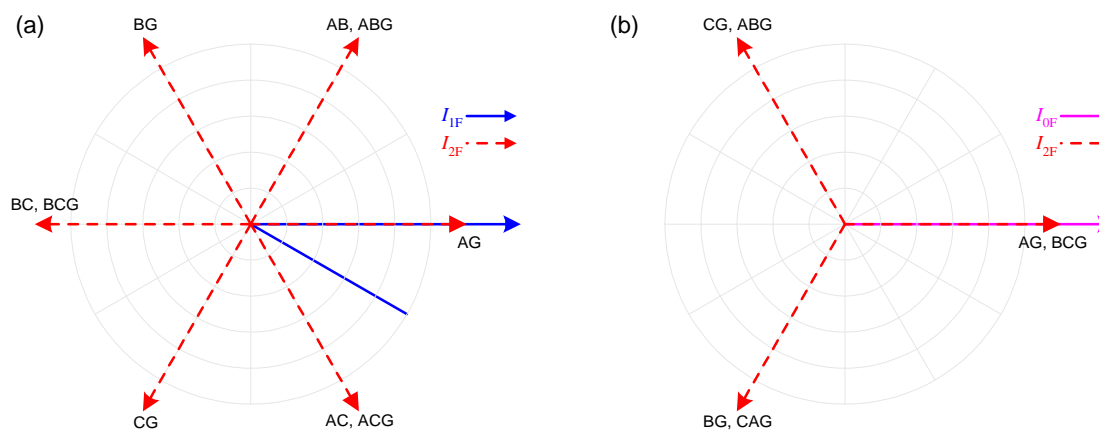 (a)
BG
AB, ABG
I1F
I2F
BC, BCG
AG
CG
AC, ACG
(b)
CG, ABG
I0F
I2F
AG, BCG
BG, CAG